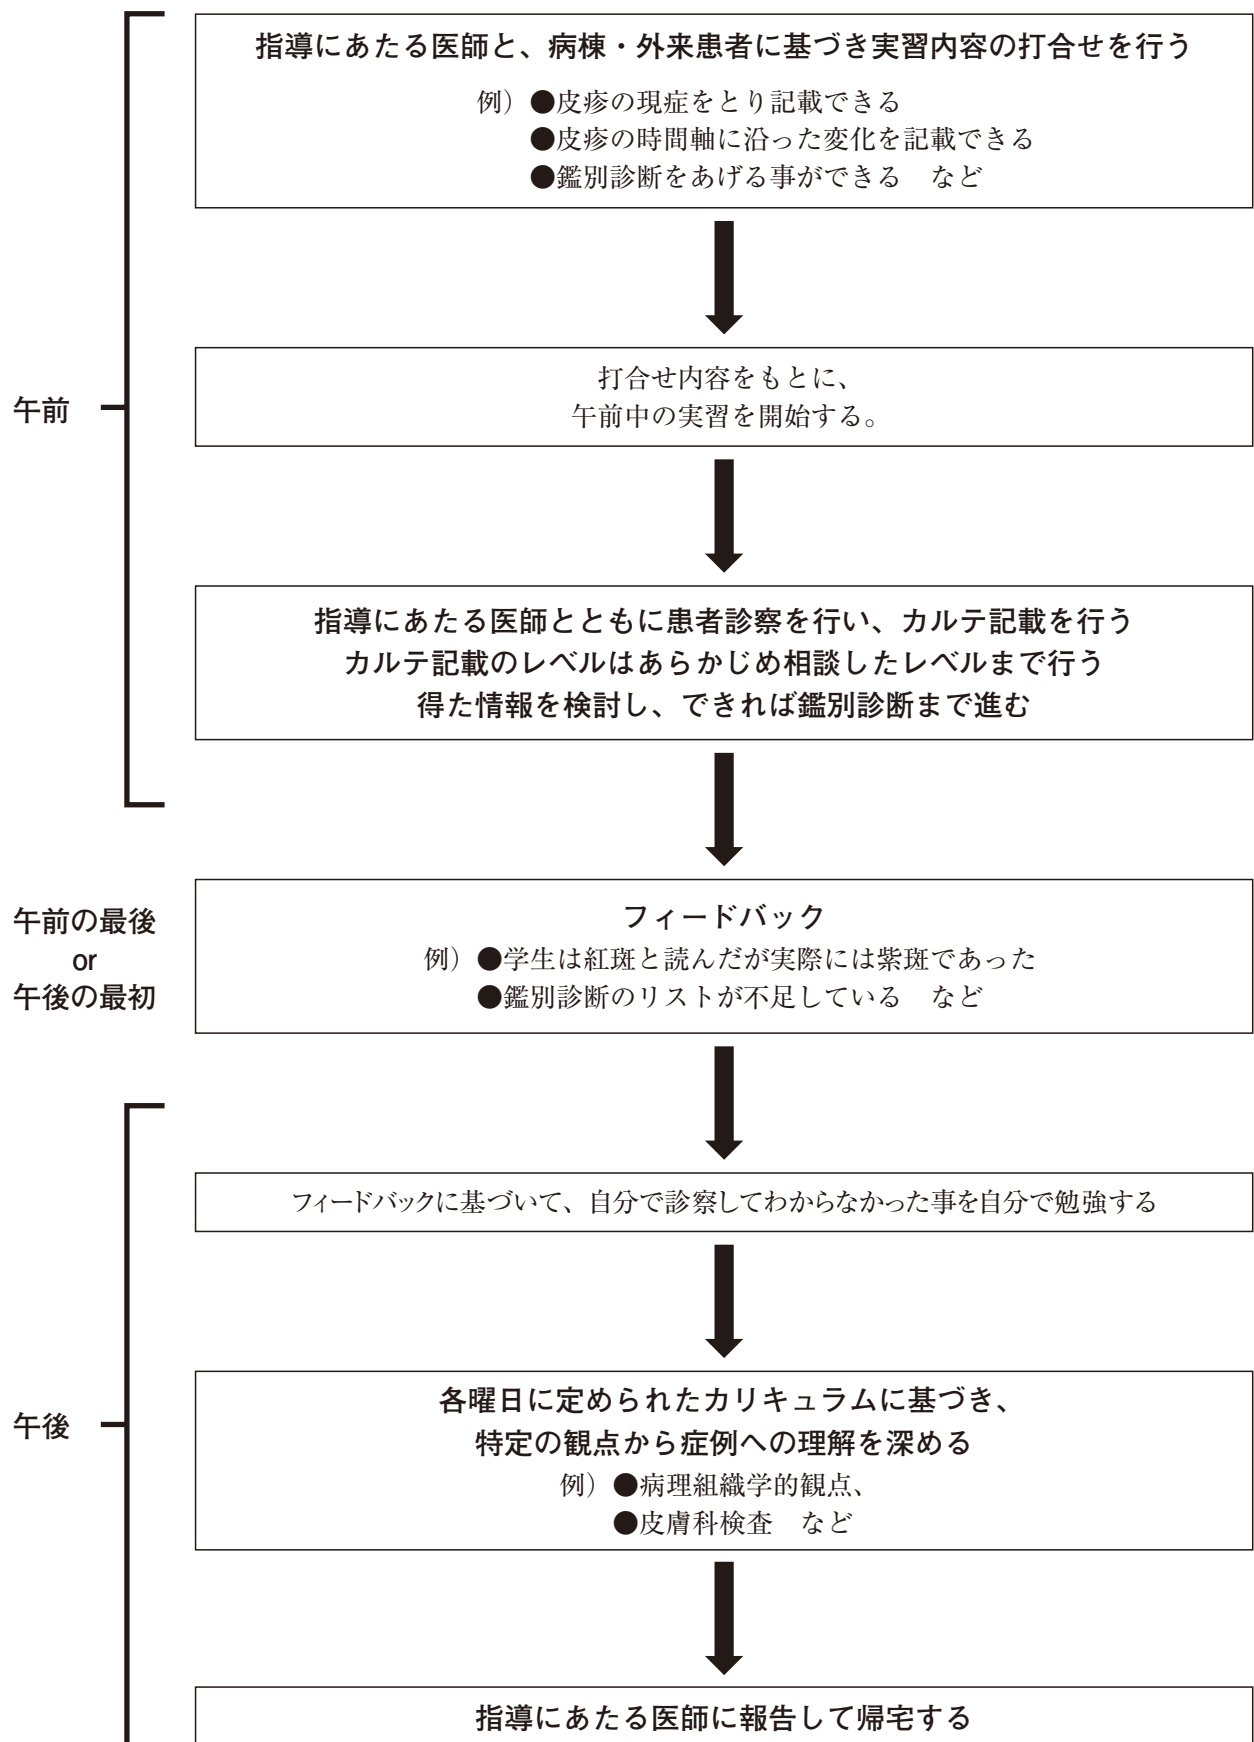 指導にあたる医師と、病棟・外来患者に基づき実習内容の打合せを行う
例）●皮疹の現症をとり記載できる
●皮疹の時間軸に沿った変化を記載できる
●鑑別診断をあげる事ができる　など
午前
打合せ内容をもとに、
午前中の実習を開始する。
指導にあたる医師とともに患者診察を行い、カルテ記載を行う
カルテ記載のレベルはあらかじめ相談したレベルまで行う
得た情報を検討し、できれば鑑別診断まで進む
午前の最後
or
午後の最初
フィードバック
例）●学生は紅斑と読んだが実際には紫斑であった
●鑑別診断のリストが不足している　など
フィードバックに基づいて、自分で診察してわからなかった事を自分で勉強する
午後
各曜日に定められたカリキュラムに基づき、
特定の観点から症例への理解を深める
例）●病理組織学的観点、
●皮膚科検査　など
指導にあたる医師に報告して帰宅する